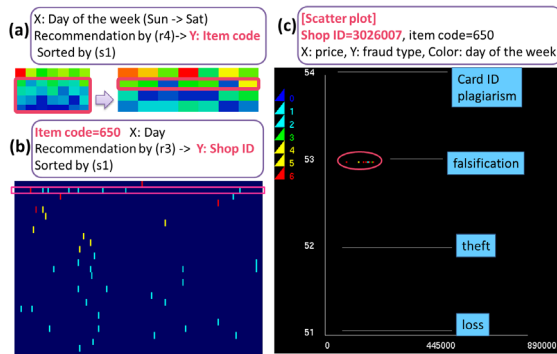 (a)
X: Day of the week (Sun -> Sat)
Recommendation by (r4)-> Y: Item code
Sorted by (s1)
(b)
Item code=650 X: Day
Recommendation by (r3) -> Y: Shop ID
Sorted by (s1)
(c)
[Scatter plot]
Shop ID=3026007, item code=650
X: price, Y: fraud type, Color: day of the week
54
Card ID
plagiarism
0
1
2
3
4
5
6
53
falsification
52
theft
51
loss
0
445000
890000